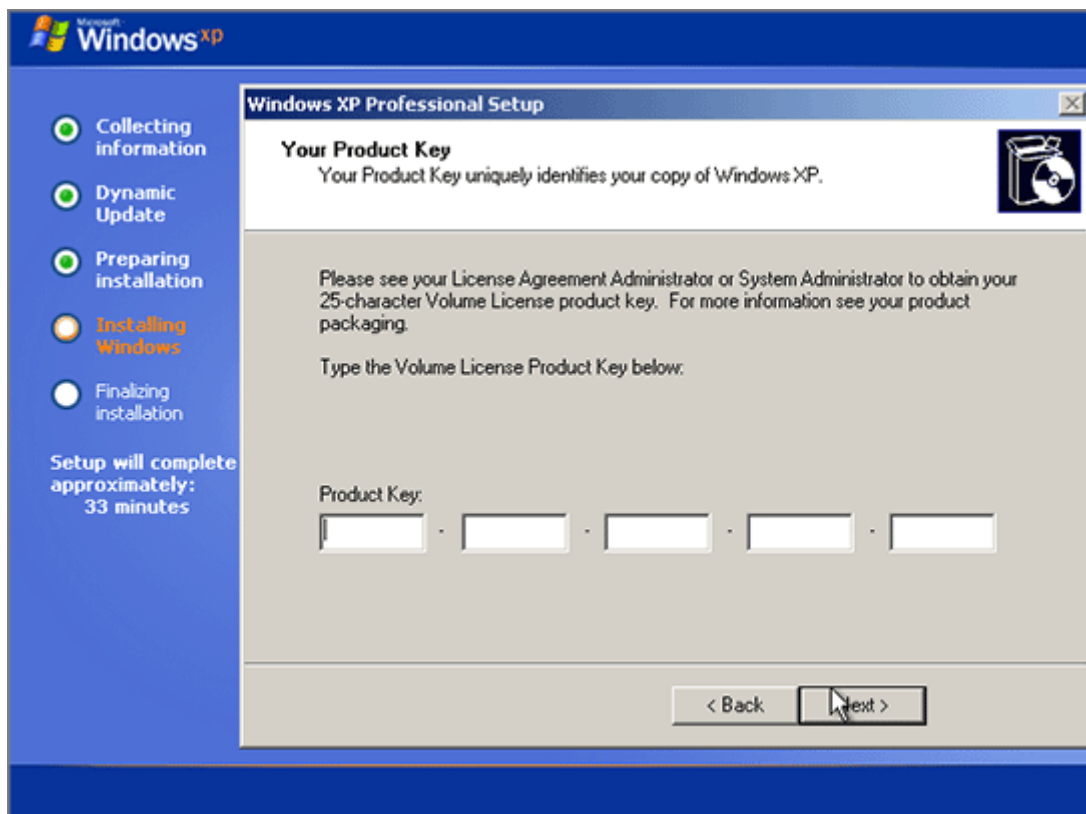 Microsoft
Windows xp
Windows XP Professional Setup
Collecting
information
Dynamic
Update
Preparing
installation
Installing
Windows
Finalizing
installation
Setup will complete
approximately:
33 minutes
Your Product Key
Your Product Key uniquely identifies your copy of Windows XP.
Please see your License Agreement Administrator or System Administrator to obtain your
25-character Volume License product key. For more information see your product
packaging.
Type the Volume License Product Key below:
Product Key:
- - - -
< Back
Next >